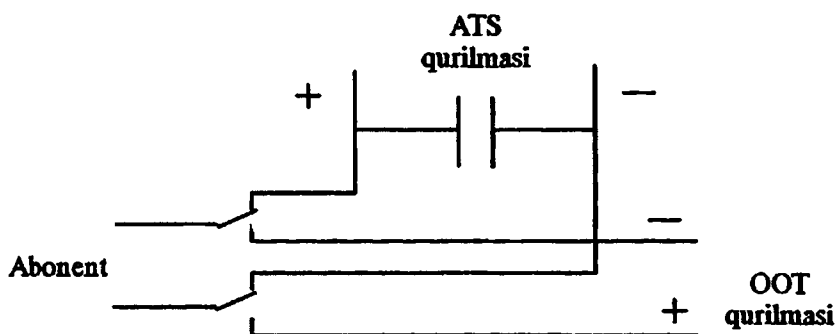 ATS
qurilmasi
+
—
—
Abonent
OOT
+
qurilmasi